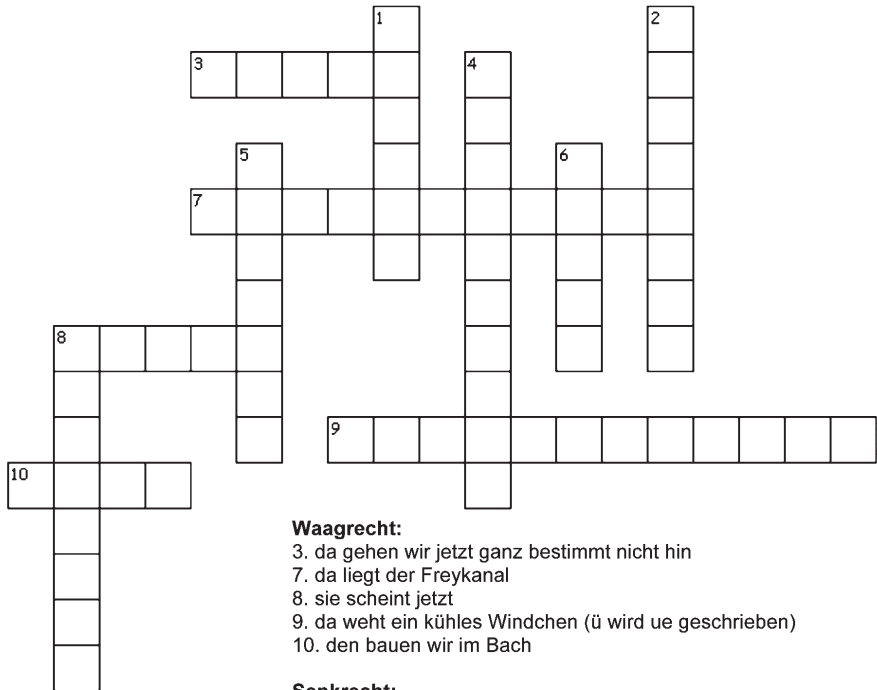 1
2
3
4
5
6
7
8
9
10
Waagrecht:
3. da gehen wir jetzt ganz bestimmt nicht hin
7. da liegt der Freykanal
8. sie scheint jetzt
9. da weht ein kühles Windchen (ü wird ue geschrieben)
10. den bauen wir im Bach
Senkrecht: